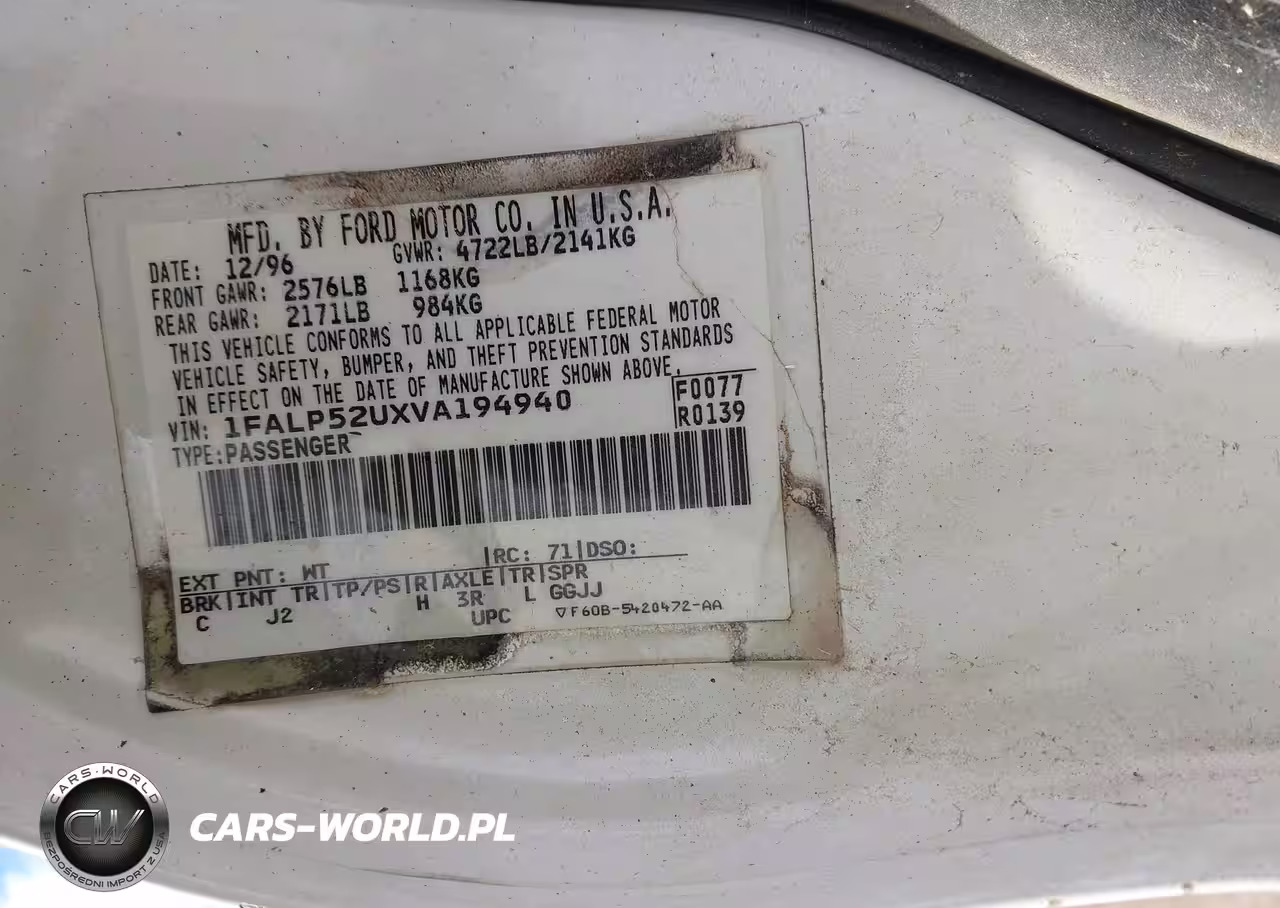 MFD. BY FORD MOTOR CO. IN U.S.A.
DATE: 12/96 GVWR: 4722LB/2141KG
FRONT GAWR: 2576LB 1168KG
REAR GAWR: 2171LB 984KG
THIS VEHICLE CONFORMS TO ALL APPLICABLE FEDERAL MOTOR
VEHICLE SAFETY, BUMPER, AND THEFT PREVENTION STANDARDS
IN EFFECT ON THE DATE OF MANUFACTURE SHOWN ABOVE.
VIN: 1FALP52UXVA194940 F0077
TYPE:PASSENGER R0139
EXT PNT: WT |RC: 71|DSO:
BRK|INT TR|TP/PS|R|AXLE|TR|SPR
C J2 H 3R L GGJJ
UPC ▽F60B-5420472-AA
CARS-WORLD
CW
BEZPOŚREDNI IMPORT Z USA
CARS-WORLD.PL